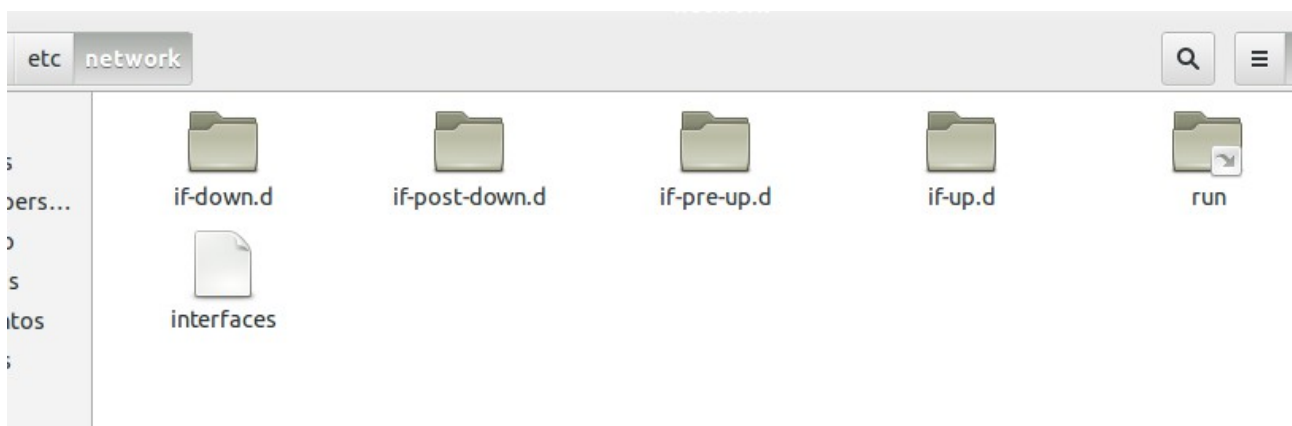 etc network
if-down.d if-post-down.d if-pre-up.d if-up.d run
interfaces